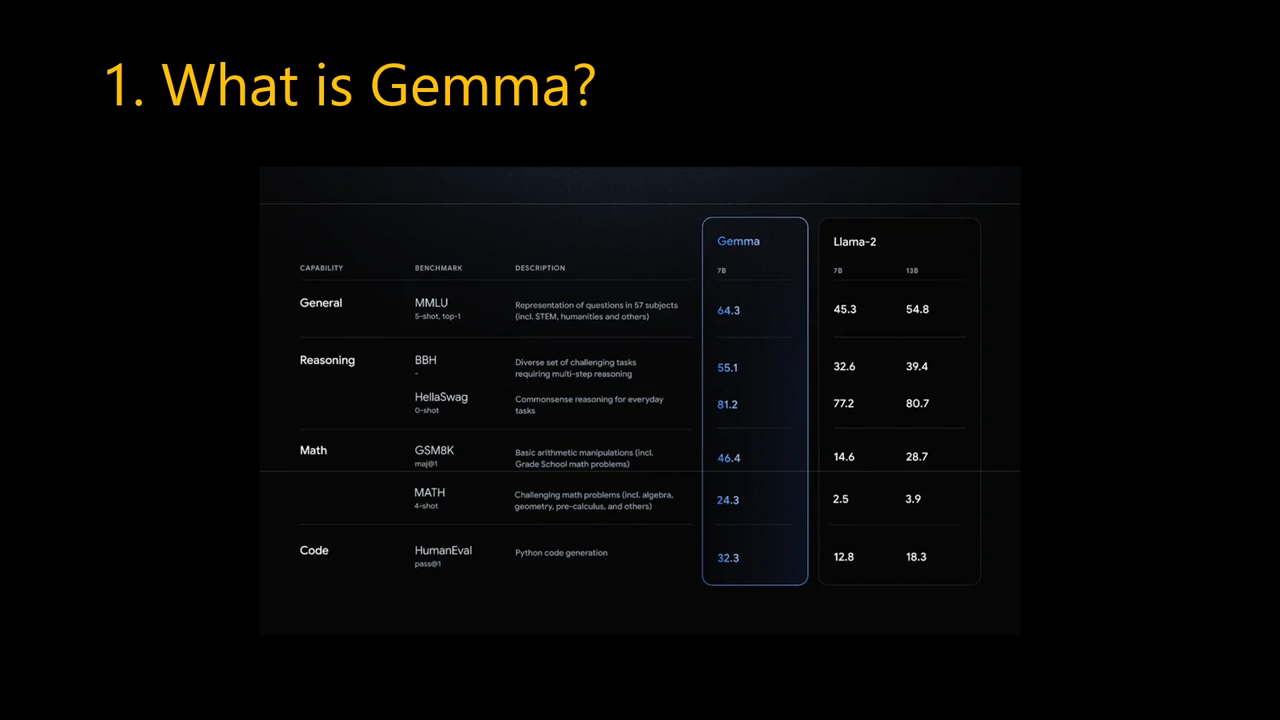 1. What is Gemma?
Gemma
Llama-2
CAPABILITY BENCHMARK DESCRIPTION 7B 7B 13B
General MMLU Representation of questions in 57 subjects 64.3 45.3 54.8
5-shot, top-1 (incl. STEM, humanities and others)
Reasoning BBH Diverse set of challenging tasks 55.1 32.6 39.4
- requiring multi-step reasoning
HellaSwag Commonsense reasoning for everyday 81.2 77.2 80.7
0-shot tasks
Math GSM8K Basic arithmetic manipulations (incl. 46.4 14.6 28.7
maj@1 Grade School math problems)
MATH Challenging math problems (incl. algebra, 24.3 2.5 3.9
4-shot geometry, pre-calculus, and others)
Code HumanEval Python code generation 32.3 12.8 18.3
pass@1